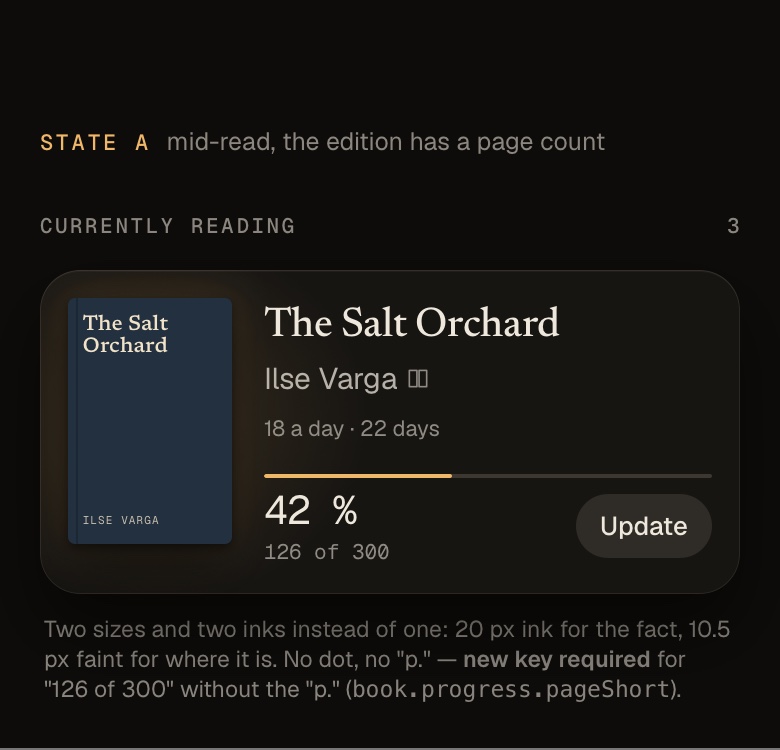 STATE A mid-read, the edition has a page count
CURRENTLY READING 3
The Salt
Orchard
ILSE VARGA
The Salt Orchard
Ilse Varga
18 a day · 22 days
42 %
126 of 300
Update
Two sizes and two inks instead of one: 20 px ink for the fact, 10.5
px faint for where it is. No dot, no "p." — new key required for
"126 of 300" without the "p." (book.progress.pageShort).